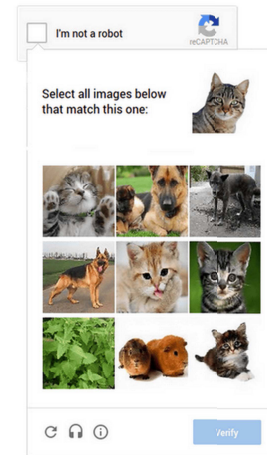 I'm not a robot
reCAPTCHA
Select all images below
that match this one:
Verify